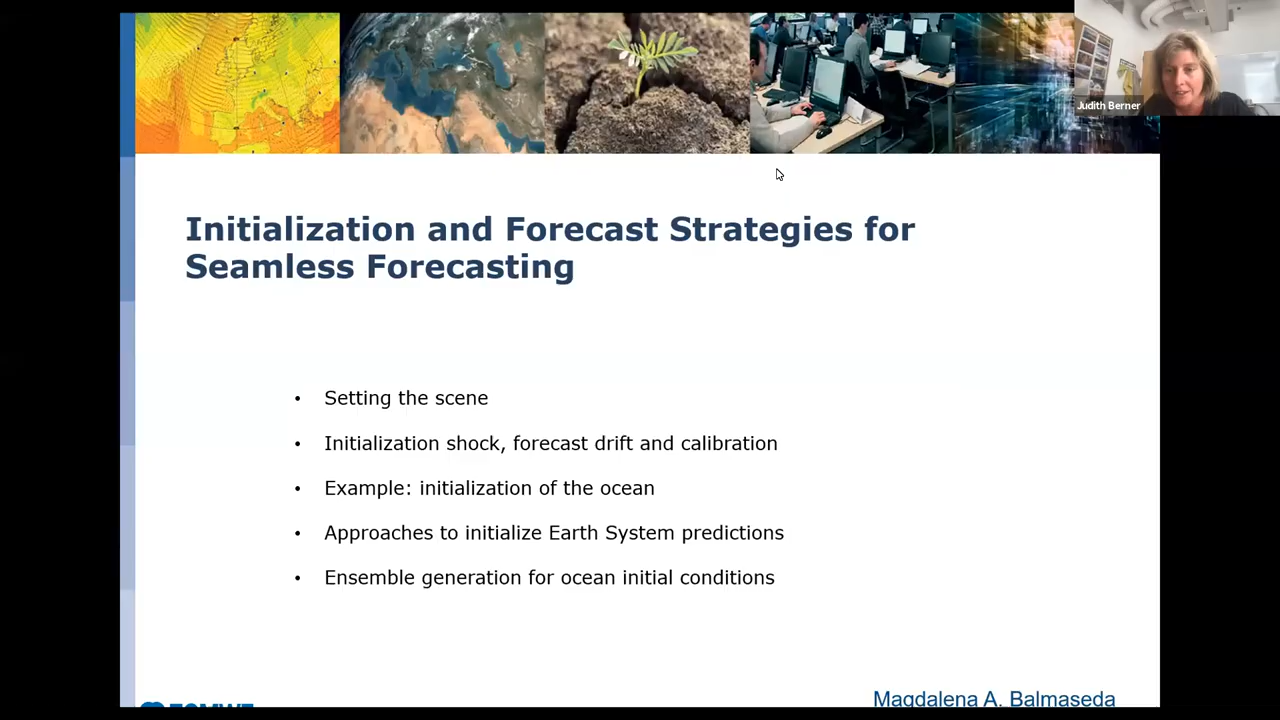 Judith Berner
Initialization and Forecast Strategies for
Seamless Forecasting
• Setting the scene
• Initialization shock, forecast drift and calibration
• Example: initialization of the ocean
• Approaches to initialize Earth System predictions
• Ensemble generation for ocean initial conditions
ECMWF
Magdalena A. Balmaseda